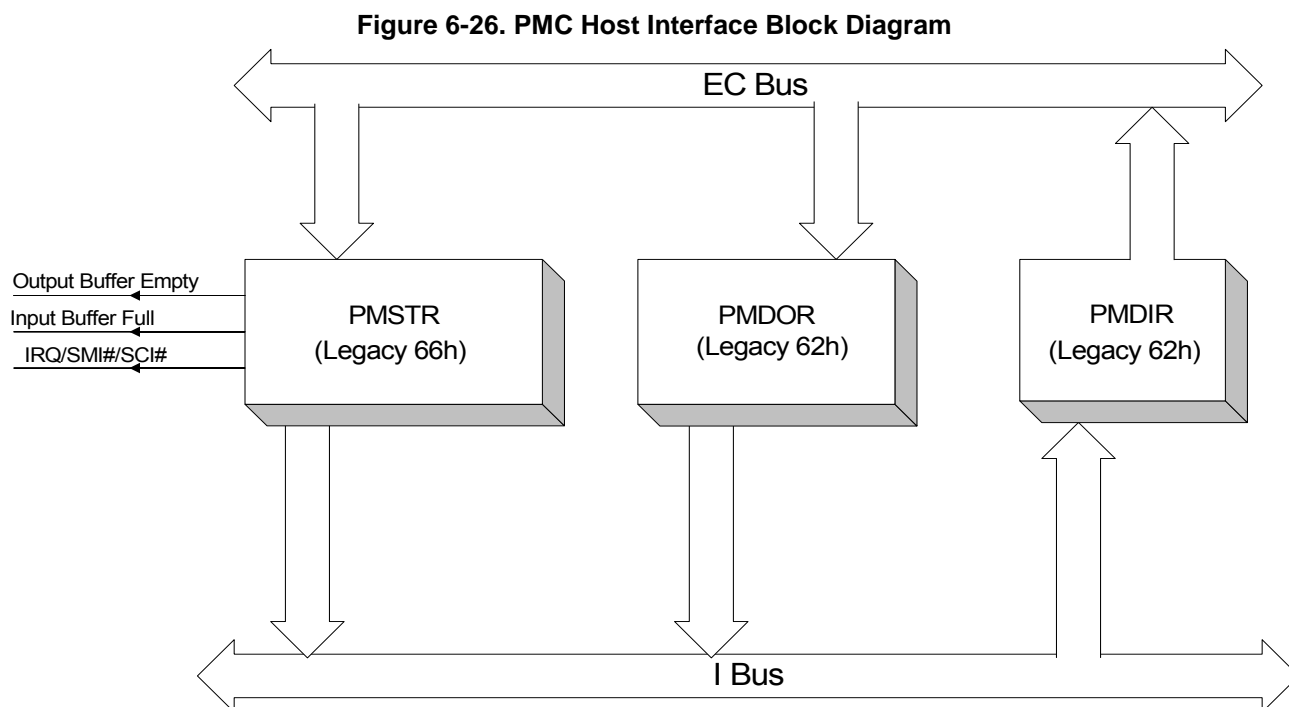 Figure 6-26. PMC Host Interface Block Diagram
EC Bus
Output Buffer Empty
Input Buffer Full
IRQ/SMI#/SCI#
PMSTR
(Legacy 66h)
PMDOR
(Legacy 62h)
PMDIR
(Legacy 62h)
I Bus